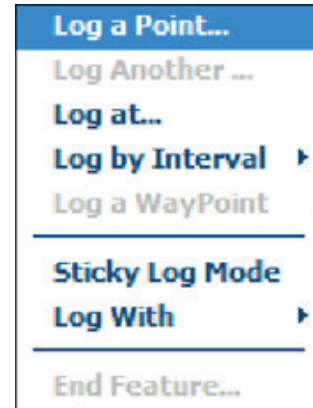 Log a Point...
Log Another ...
Log at...
Log by Interval
Log a WayPoint
Sticky Log Mode
Log With
End Feature...